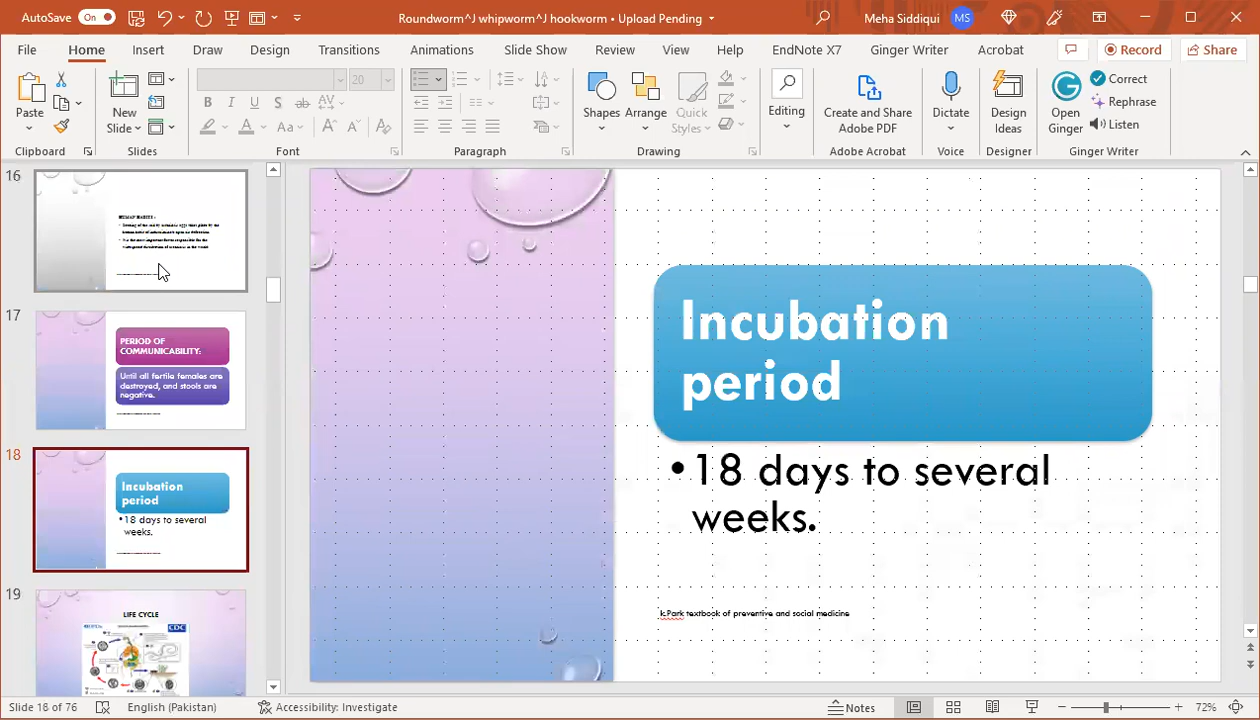 AutoSave On Roundworm^J whipworm^J hookworm • Upload Pending Meha Siddiqui MS
File Home Insert Draw Design Transitions Animations Slide Show Review View Help EndNote X7 Ginger Writer Acrobat Record Share
20
Paste New Slide B I U S ab AV Aa A A Shapes Arrange Quick Styles Editing Create and Share Adobe PDF Dictate Design Ideas Open Ginger Correct Rephrase Listen
Clipboard Slides Font Paragraph Drawing Adobe Acrobat Voice Designer Ginger Writer
16
17
PERIOD OF
COMMUNICABILITY:
Until all fertile females are
destroyed, and stools are
negative.
18
Incubation
period
•18 days to several
weeks.
19
LIFE CYCLE
CDC
Incubation
period
•18 days to several
weeks.
k.Park textbook of preventive and social medicine
Slide 18 of 76 English (Pakistan) Accessibility: Investigate Notes 72%